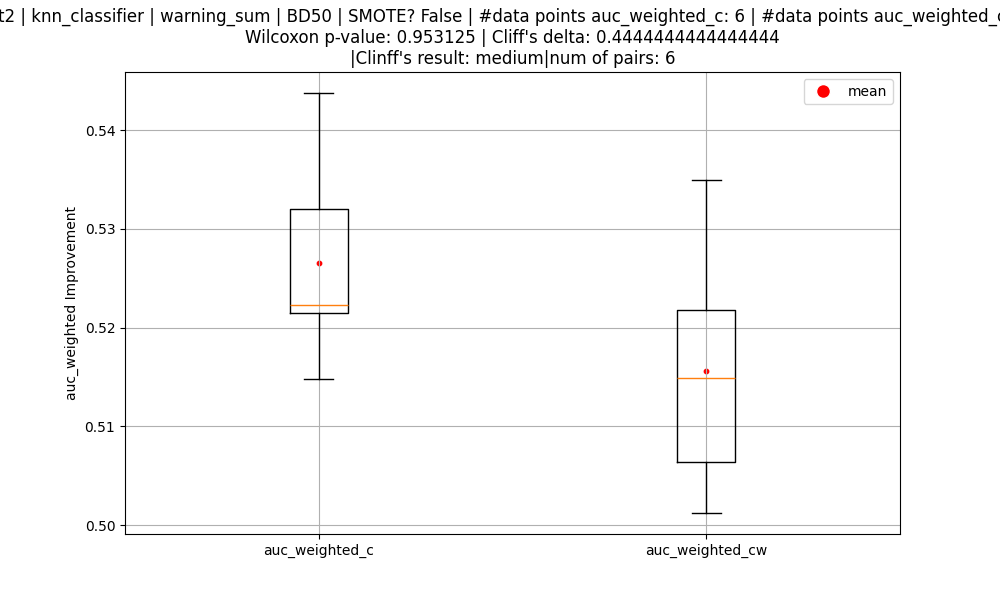 t2 | knn_classifier | warning_sum | BD50 | SMOTE? False | #data points auc_weighted_c: 6 | #data points auc_weighted_c
Wilcoxon p-value: 0.953125 | Cliff's delta: 0.4444444444444444
|Clinff's result: medium|num of pairs: 6
mean
0.54
0.53
0.52
0.51
0.50
auc_weighted Improvement
auc_weighted_c
auc_weighted_cw